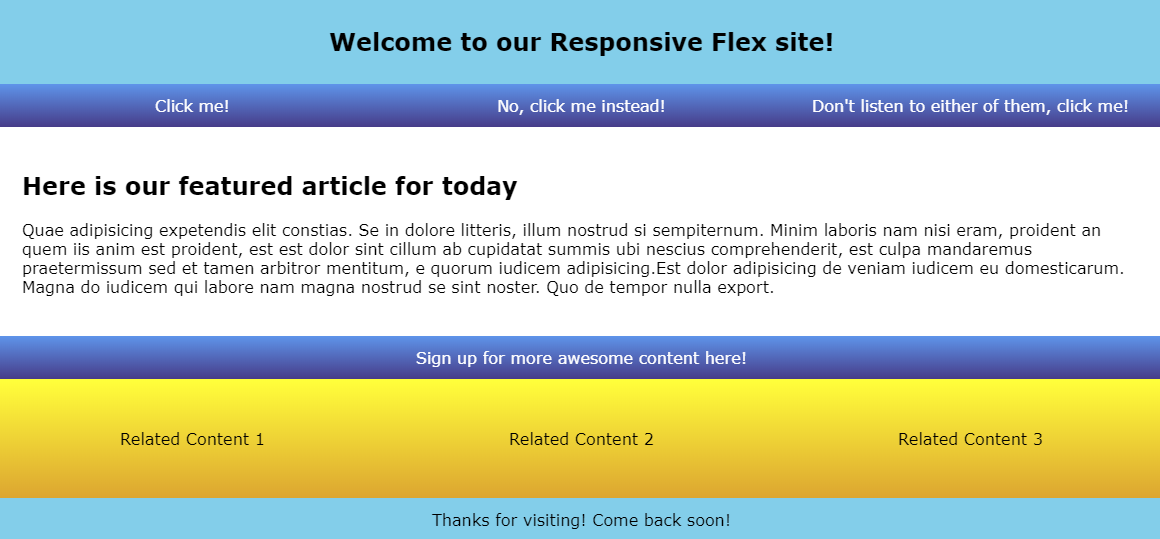 Welcome to our Responsive Flex site!
Click me!
No, click me instead!
Don't listen to either of them, click me!
Here is our featured article for today
Quae adipisicing expetendis elit constias. Se in dolore litteris, illum nostrud si sempiternum. Minim laboris nam nisi eram, proident an
quem iis anim est proident, est est dolor sint cillum ab cupidatat summis ubi nescius comprehenderit, est culpa mandaremus
praetermissum sed et tamen arbitror mentitum, e quorum iudicem adipisicing.Est dolor adipisicing de veniam iudicem eu domesticarum.
Magna do iudicem qui labore nam magna nostrud se sint noster. Quo de tempor nulla export.
Sign up for more awesome content here!
Related Content 1
Related Content 2
Related Content 3
Thanks for visiting! Come back soon!